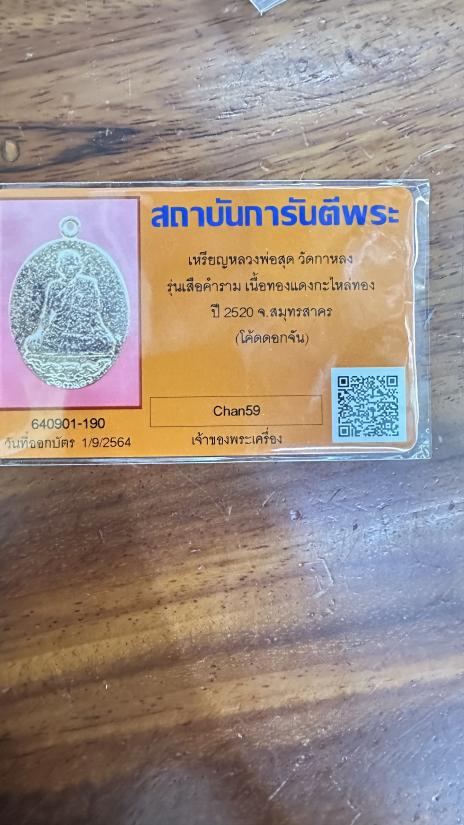 สถาบันการันตีพระ
เหรียญหลวงพ่อสุด วัดกาหลง
รุ่นเสือคำราม เนื้อทองแดงกะไหล่ทอง
ปี 2520 จ.สมุทรสาคร
(โค้ดดอกจัน)
Chan59
เจ้าของพระเครื่อง
640901-190
วันที่ออกบัตร 1/9/2564